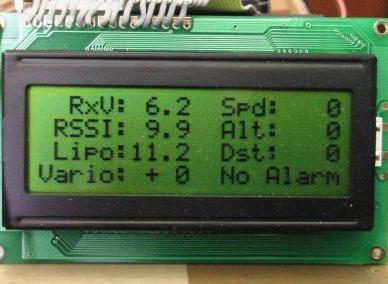 RxV: 6.2 Spd: 0
RSSI: 9.9 Alt: 0
Lipo:11.2 Dst: 0
Vario: + 0 No Alarm